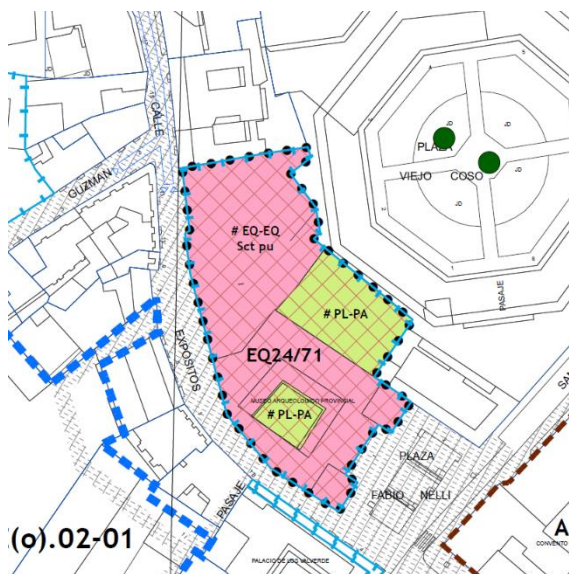 CALLE
GUZMAN
PLAZA
VIEJO COSO
# EQ-EQ
Sct pu
PASAJE
# PL-PA
EXPOSITOS
EQ24/71
MUSEO ARQUEOLOGICO PROVINCIAL
# PL-PA
SAN
PLAZA
FABIO NELLI
PASAJE
(o).02-01
A
CONVENTO
PALACIO DE LOS VALVERDE